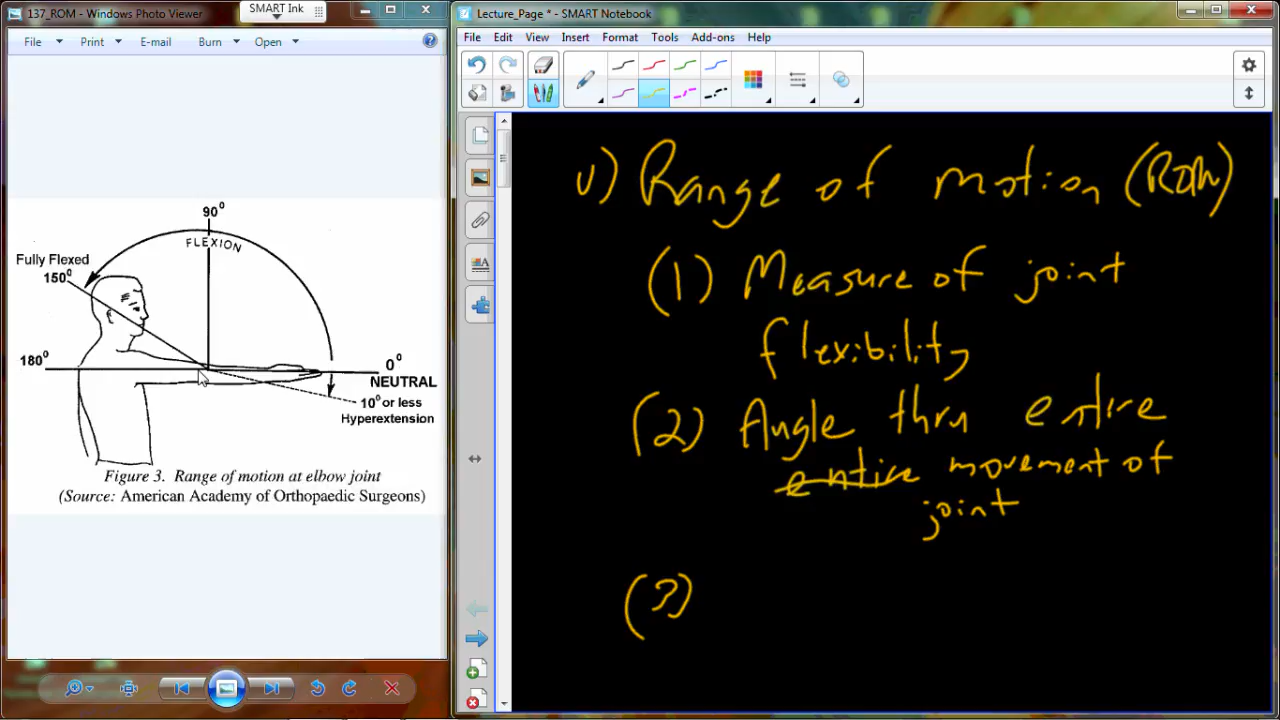 137_ROM - Windows Photo Viewer
SMART Ink
File Print E-mail Burn Open
90°
FLEXION
Fully Flexed
150°
180°
0°
NEUTRAL
10° or less
Hyperextension
Figure 3. Range of motion at elbow joint
(Source: American Academy of Orthopaedic Surgeons)
Lecture_Page * - SMART Notebook
File Edit View Insert Format Tools Add-ons Help
v) Range of motion (ROM)
(1) Measure of joint
flexibility
(2) Angle thru entire
entire movement of
joint
(3)